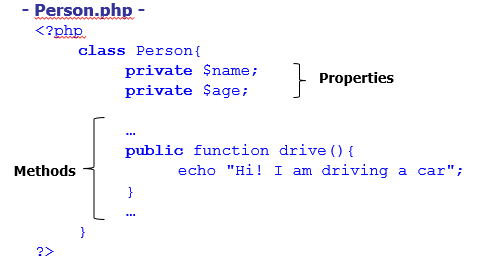 - Person.php -
<?php
class Person{
private $name;
private $age;
Properties
…
public function drive(){
Methods
echo "Hi! I am driving a car";
}
…
}
?>